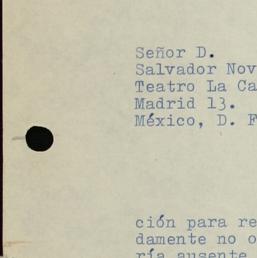 Señor D.
Salvador Nov
Teatro La Ca
Madrid 13.
México, D. F
ción para re
damente no o
ría ausente